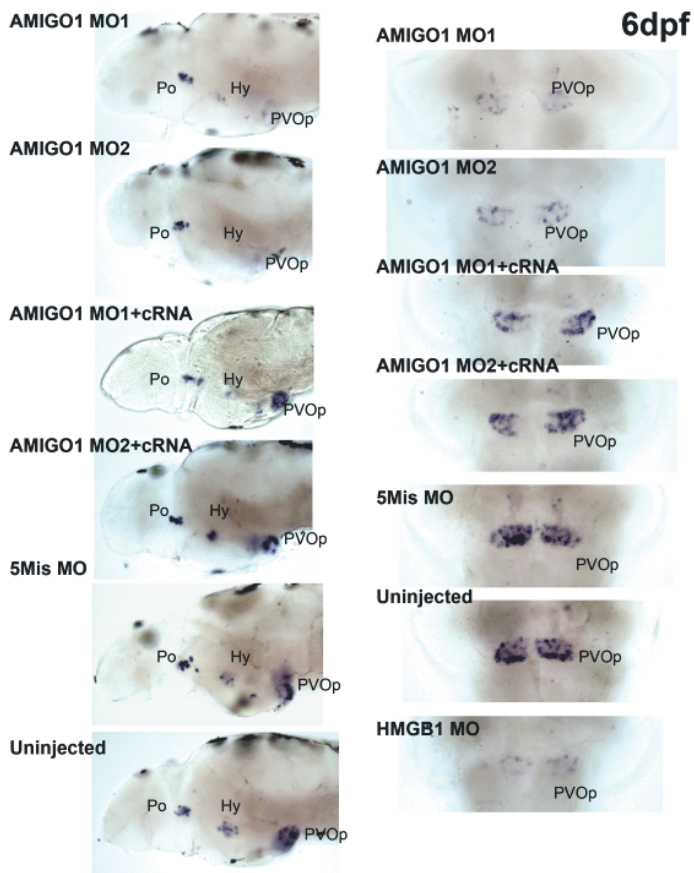 AMIGO1 MO1
Po
Hy
PVOp
AMIGO1 MO2
Po
Hy
PVOp
AMIGO1 MO1+cRNA
Po
Hy
PVOp
AMIGO1 MO2+cRNA
Po
Hy
PVOp
5Mis MO
Po
Hy
PVOp
Uninjected
Po
Hy
PVOp
6dpf
AMIGO1 MO1
PVOp
AMIGO1 MO2
PVOp
AMIGO1 MO1+cRNA
PVOp
AMIGO1 MO2+cRNA
PVOp
5Mis MO
PVOp
Uninjected
PVOp
HMGB1 MO
PVOp